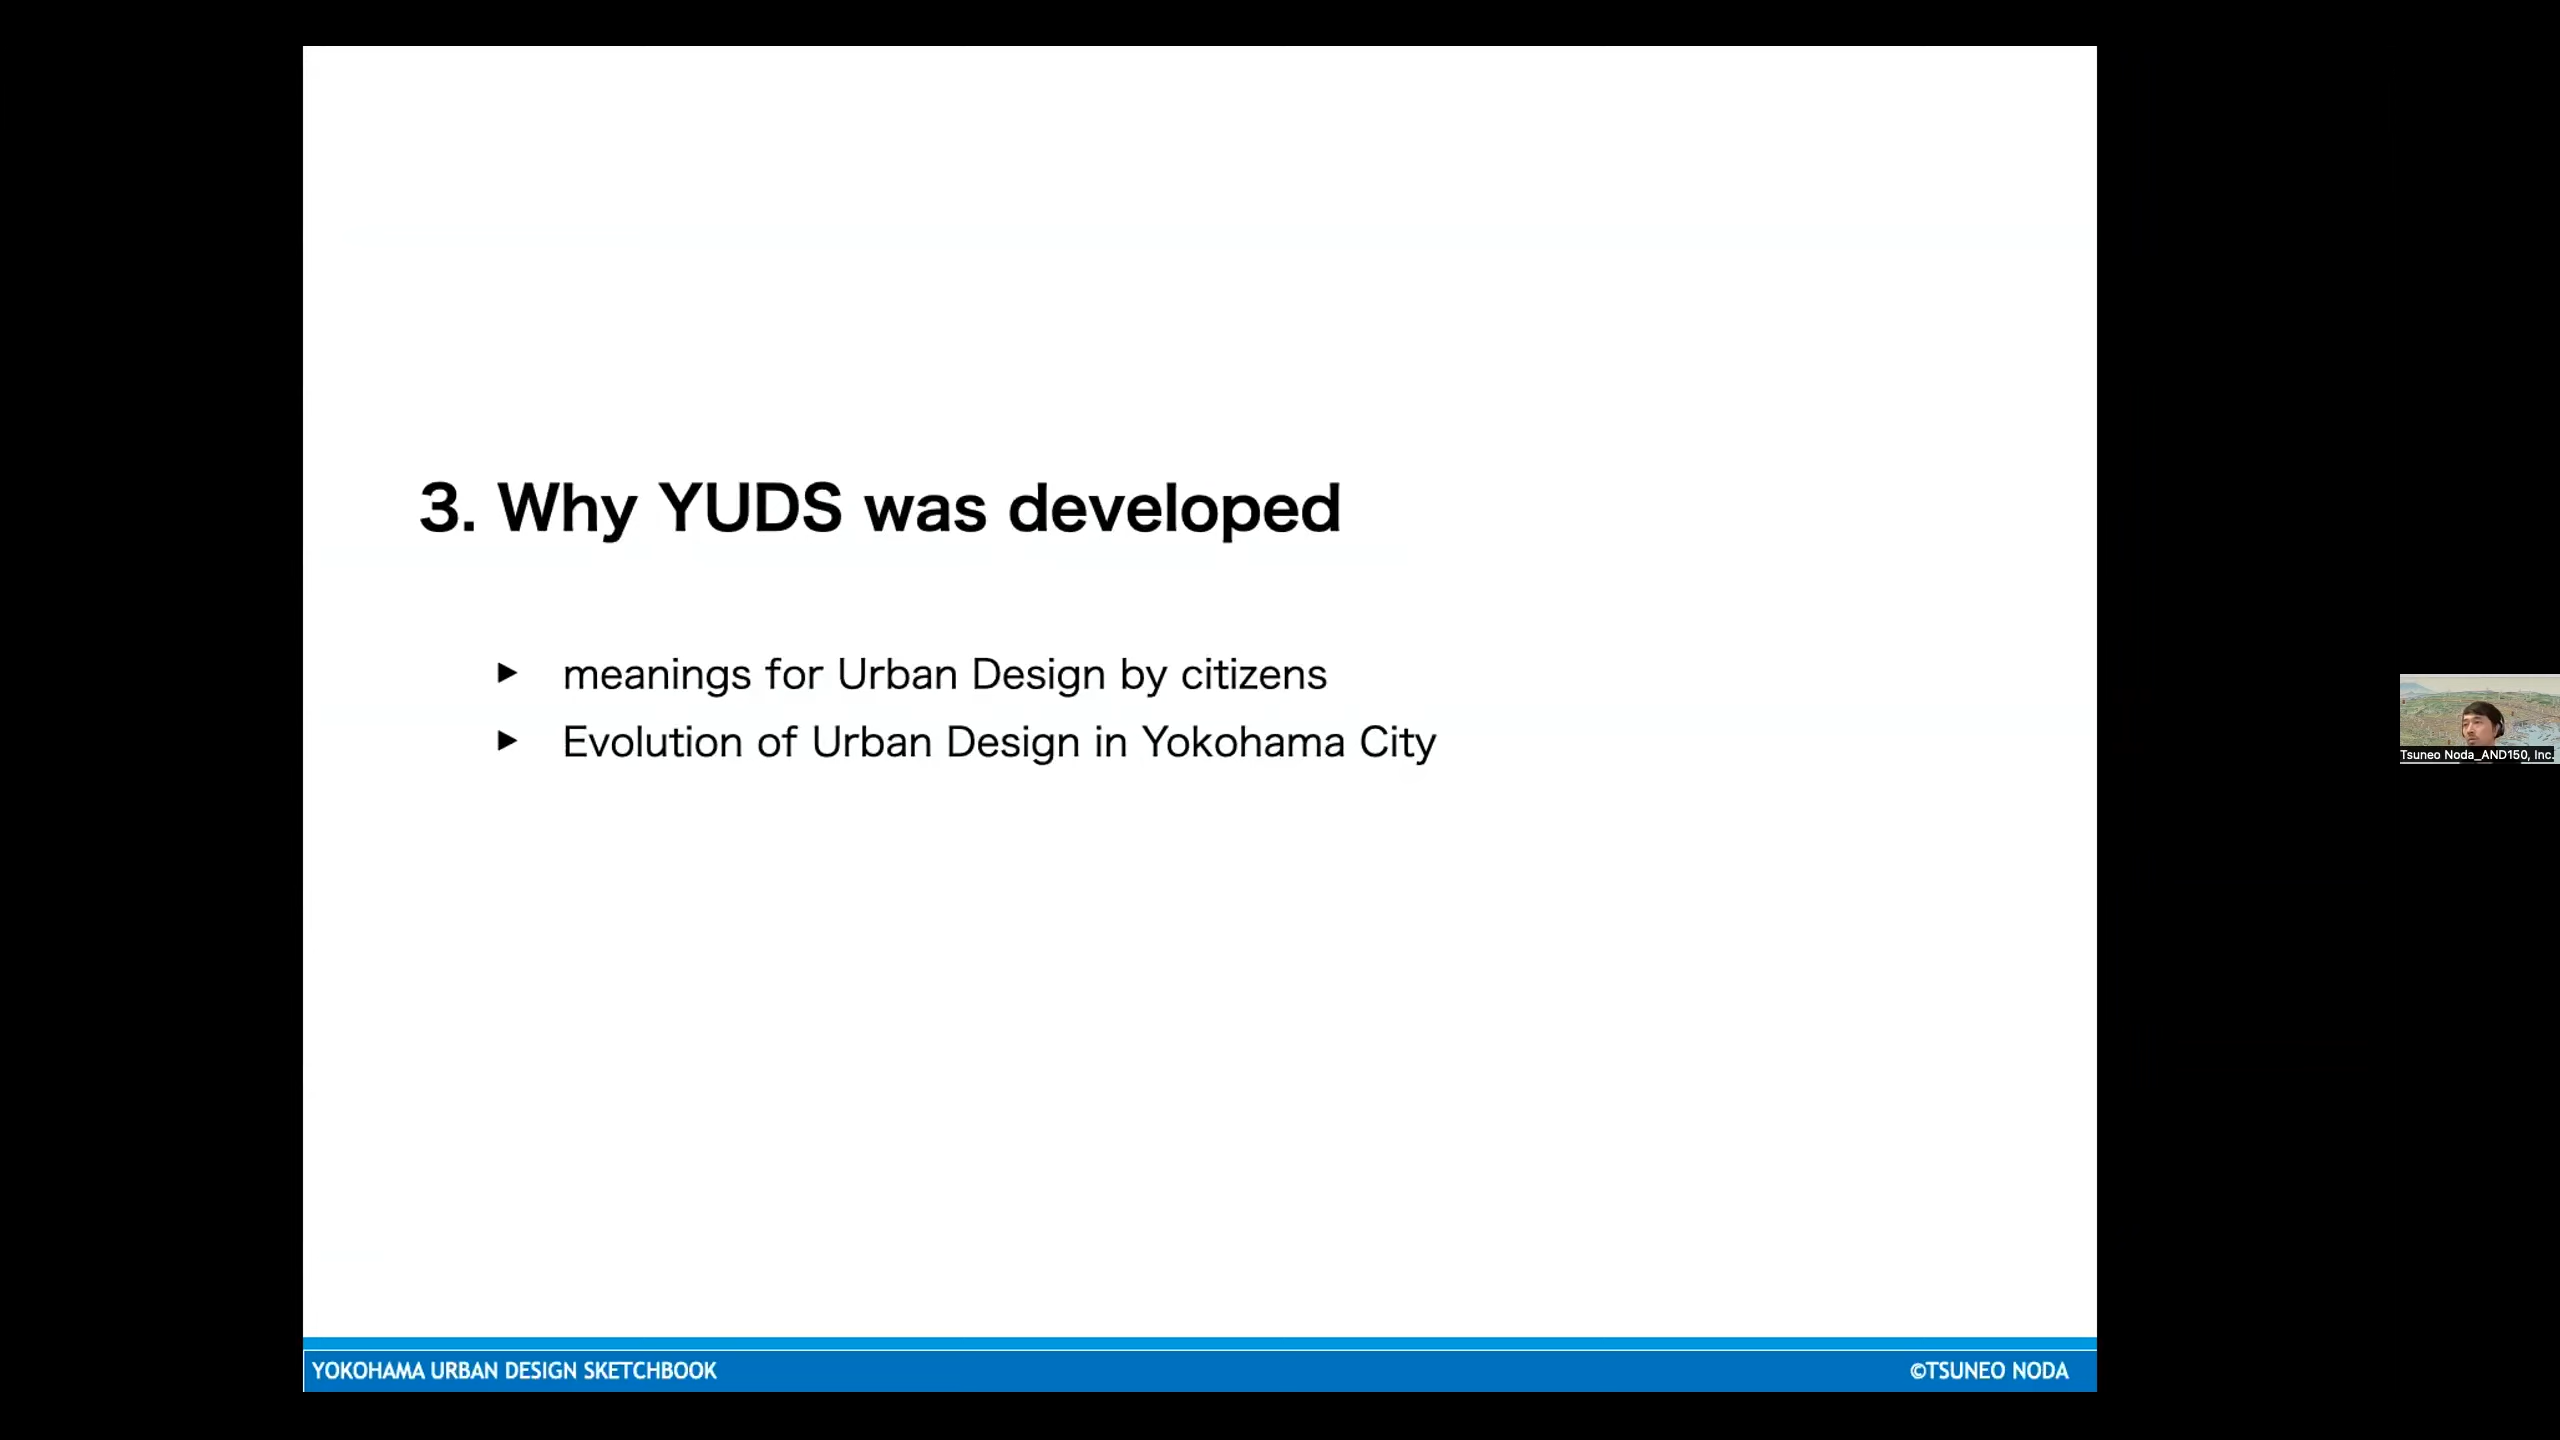 3. Why YUDS was developed
▶ meanings for Urban Design by citizens
▶ Evolution of Urban Design in Yokohama City
Tsuneo Noda_AND150, Inc.
YOKOHAMA URBAN DESIGN SKETCHBOOK
©TSUNEO NODA